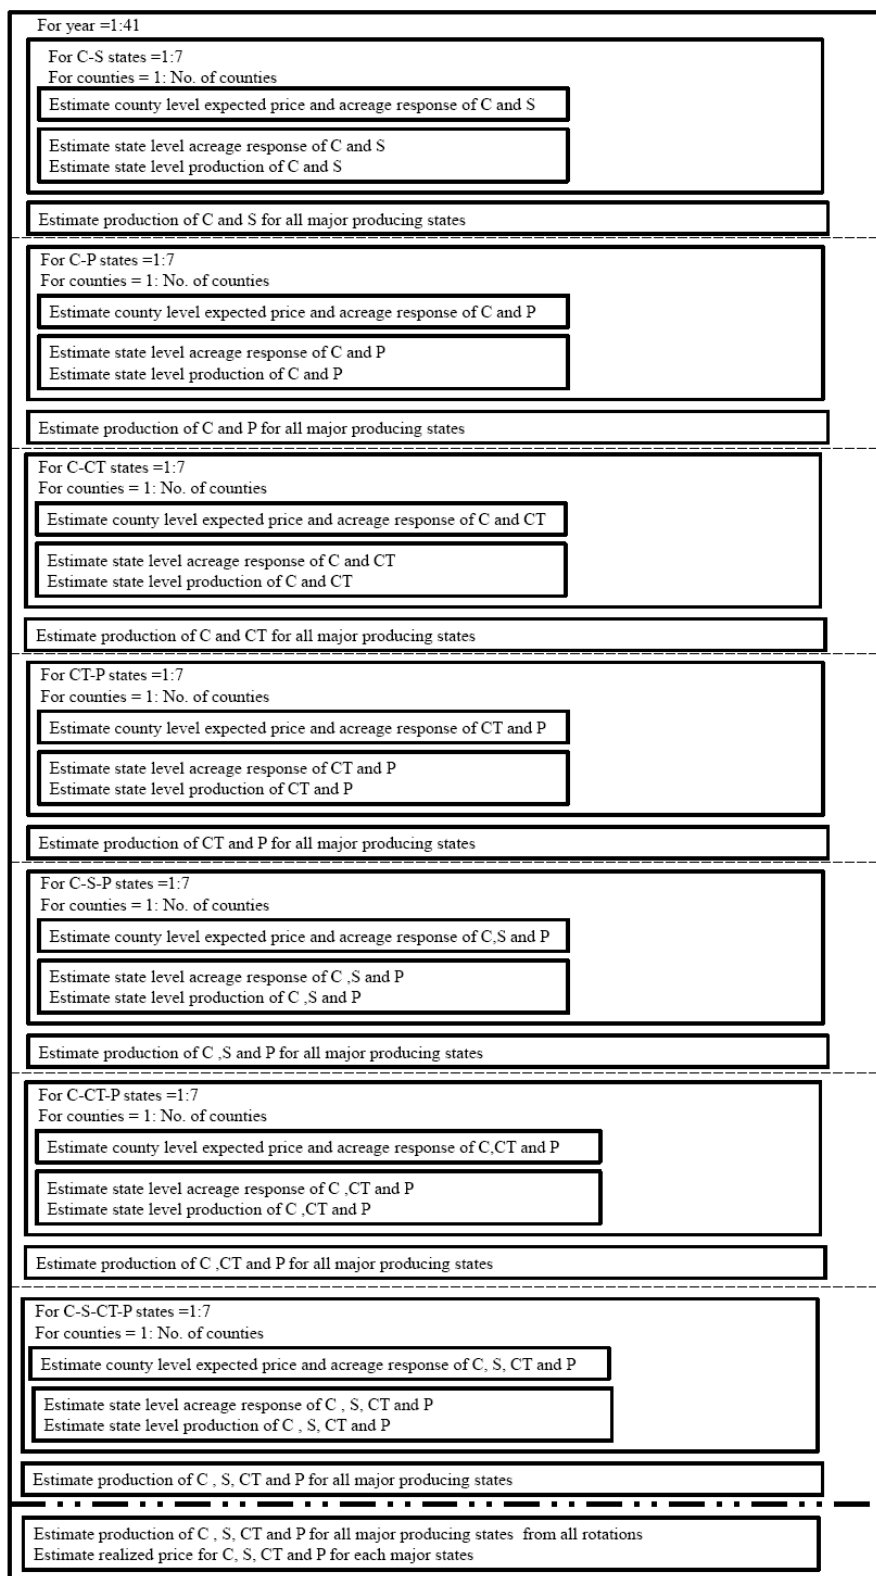 For year =1:41
For C-S states =1:7
For counties = 1: No. of counties
Estimate county level expected price and acreage response of C and S
Estimate state level acreage response of C and S
Estimate state level production of C and S
Estimate production of C and S for all major producing states
For C-P states =1:7
For counties = 1: No. of counties
Estimate county level expected price and acreage response of C and P
Estimate state level acreage response of C and P
Estimate state level production of C and P
Estimate production of C and P for all major producing states
For C-CT states =1:7
For counties = 1: No. of counties
Estimate county level expected price and acreage response of C and CT
Estimate state level acreage response of C and CT
Estimate state level production of C and CT
Estimate production of C and CT for all major producing states
For CT-P states =1:7
For counties = 1: No. of counties
Estimate county level expected price and acreage response of CT and P
Estimate state level acreage response of CT and P
Estimate state level production of CT and P
Estimate production of CT and P for all major producing states
For C-S-P states =1:7
For counties = 1: No. of counties
Estimate county level expected price and acreage response of C,S and P
Estimate state level acreage response of C ,S and P
Estimate state level production of C ,S and P
Estimate production of C ,S and P for all major producing states
For C-CT-P states =1:7
For counties = 1: No. of counties
Estimate county level expected price and acreage response of C,CT and P
Estimate state level acreage response of C ,CT and P
Estimate state level production of C ,CT and P
Estimate production of C ,CT and P for all major producing states
For C-S-CT-P states =1:7
For counties = 1: No. of counties
Estimate county level expected price and acreage response of C, S, CT and P
Estimate state level acreage response of C , S, CT and P
Estimate state level production of C , S, CT and P
Estimate production of C , S, CT and P for all major producing states
Estimate production of C , S, CT and P for all major producing states from all rotations
Estimate realized price for C, S, CT and P for each major states